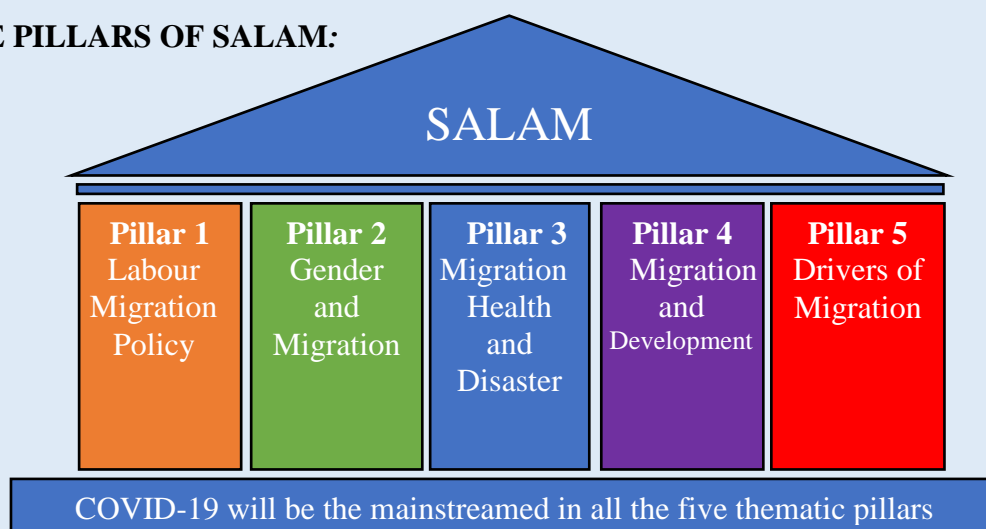 E PILLARS OF SALAM:
SALAM
Pillar 1
Labour
Migration
Policy
Pillar 2
Gender
and
Migration
Pillar 3
Migration
Health
and
Disaster
Pillar 4
Migration
and
Development
Pillar 5
Drivers of
Migration
COVID-19 will be the mainstreamed in all the five thematic pillars